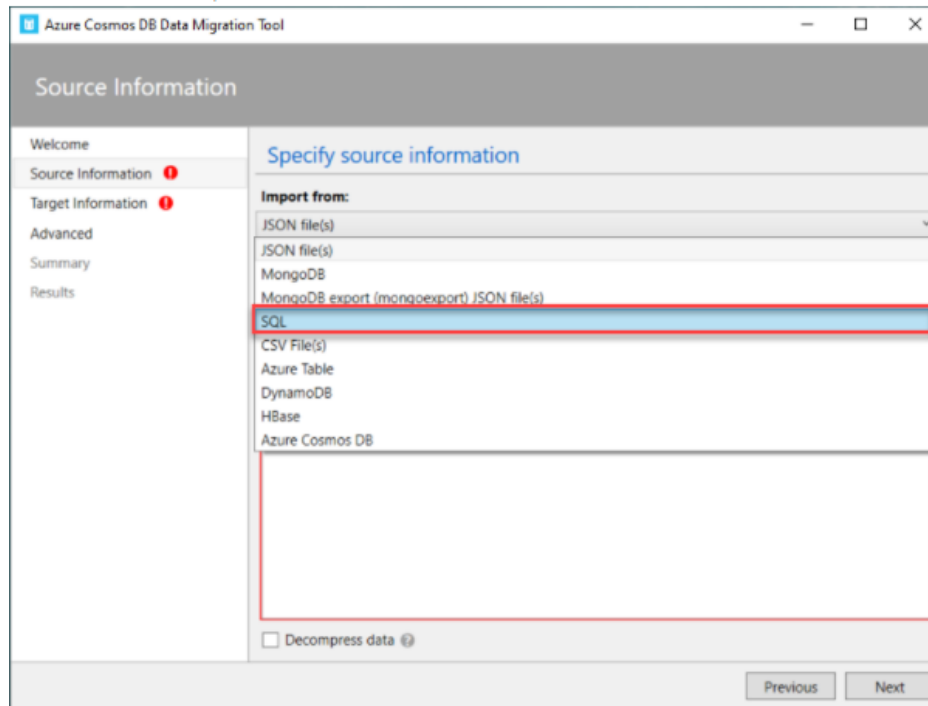 Azure Cosmos DB Data Migration Tool
Source Information
Welcome
Source Information
Target Information
Advanced
Summary
Results
Specify source information
Import from:
JSON file(s)
JSON file(s)
MongoDB
MongoDB export (mongoexport) JSON file(s)
SQL
CSV File(s)
Azure Table
DynamoDB
HBase
Azure Cosmos DB
Decompress data
Previous
Next